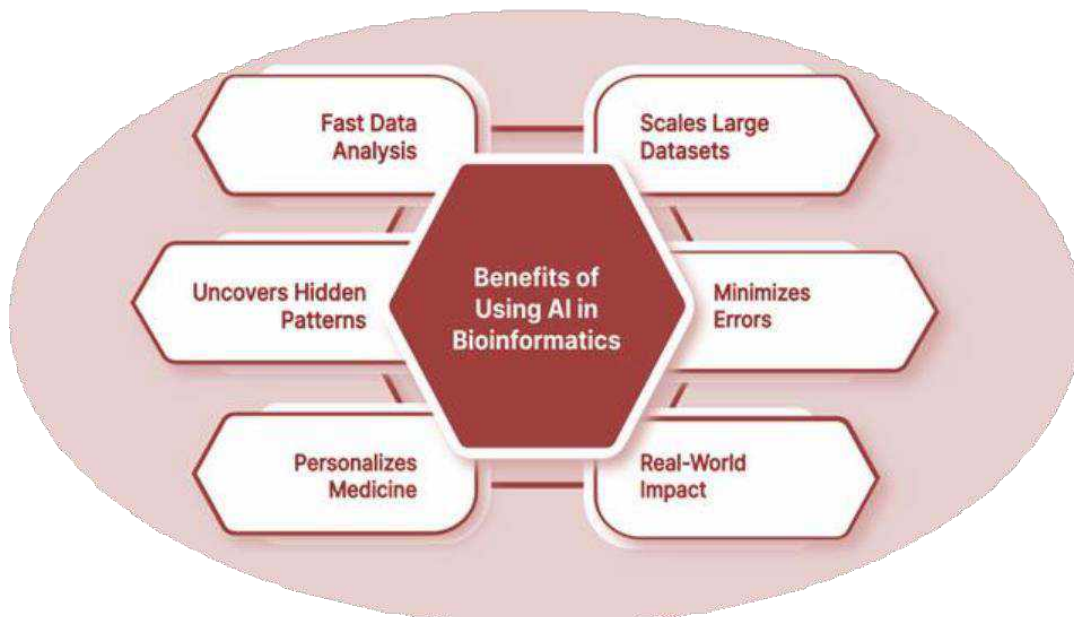 Fast Data
Analysis
Scales Large
Datasets
Uncovers Hidden
Patterns
Benefits of
Using AI in
Bioinformatics
Minimizes
Errors
Personalizes
Medicine
Real-World
Impact